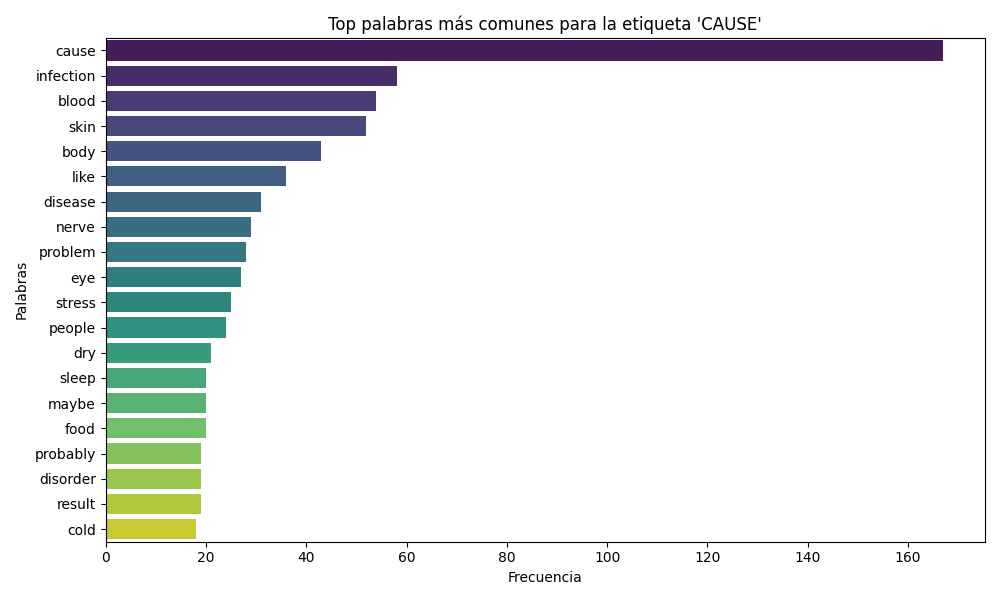 Top palabras más comunes para la etiqueta 'CAUSE'
cause
infection
blood
skin
body
like
disease
nerve
problem
eye
stress
people
dry
sleep
maybe
food
probably
disorder
result
cold
Palabras
0 20 40 60 80 100 120 140 160
Frecuencia